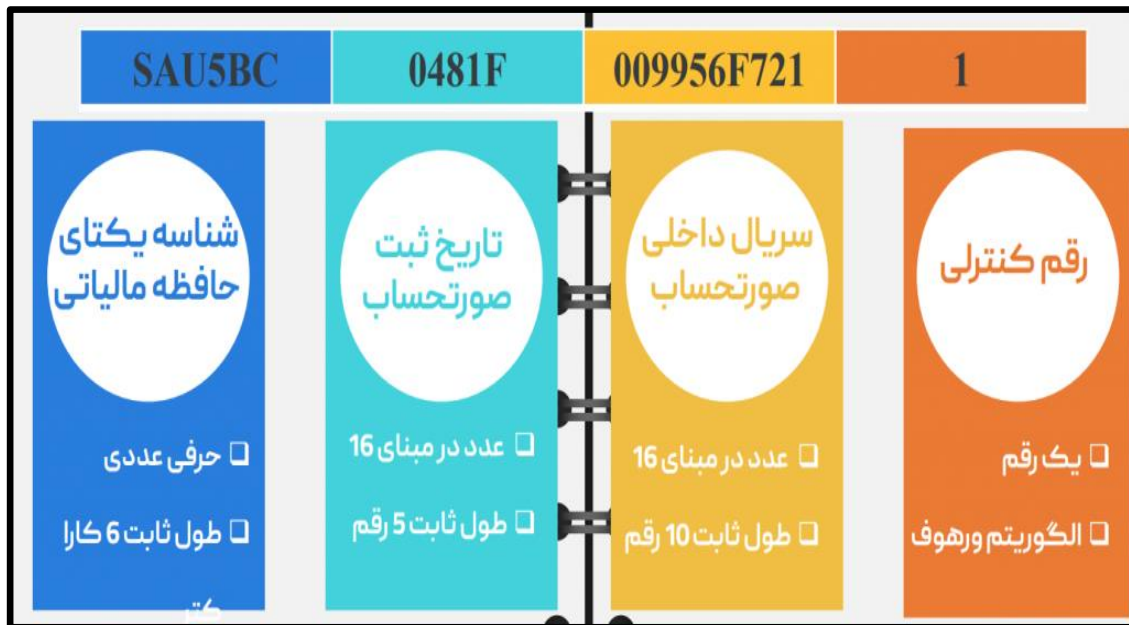 SAU5BC 0481F 009956F721 1
شناسه یکتای
حافظه مالیاتی
❑ حرفی عددی
❑ طول ثابت 6 کارا
کتر
تاریخ ثبت
صورتحساب
❑ عدد در مبنای 16
❑ طول ثابت 5 رقم
سریال داخلی
صورتحساب
❑ عدد در مبنای 16
❑ طول ثابت 10 رقم
رقم کنترلی
❑ یک رقم
❑ الگوریتم ورهوف